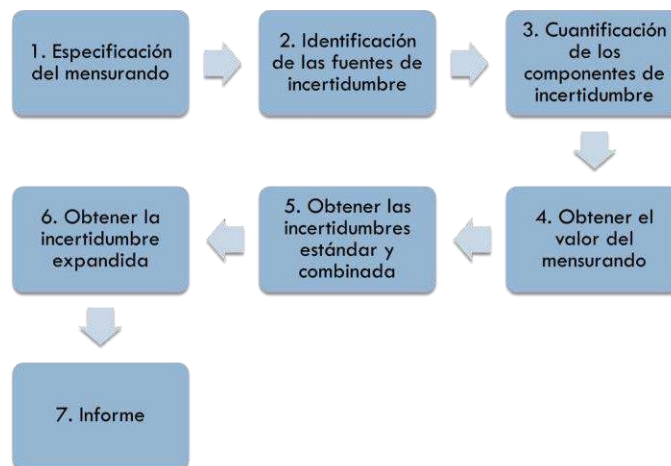 1. Especificación
del mensurando
2. Identificación
de las fuentes de
incertidumbre
3. Cuantificación
de los
componentes de
incertidumbre
4. Obtener el
valor del
mensurando
5. Obtener las
incertidumbres
estándar y
combinada
6. Obtener la
incertidumbre
expandida
7. Informe